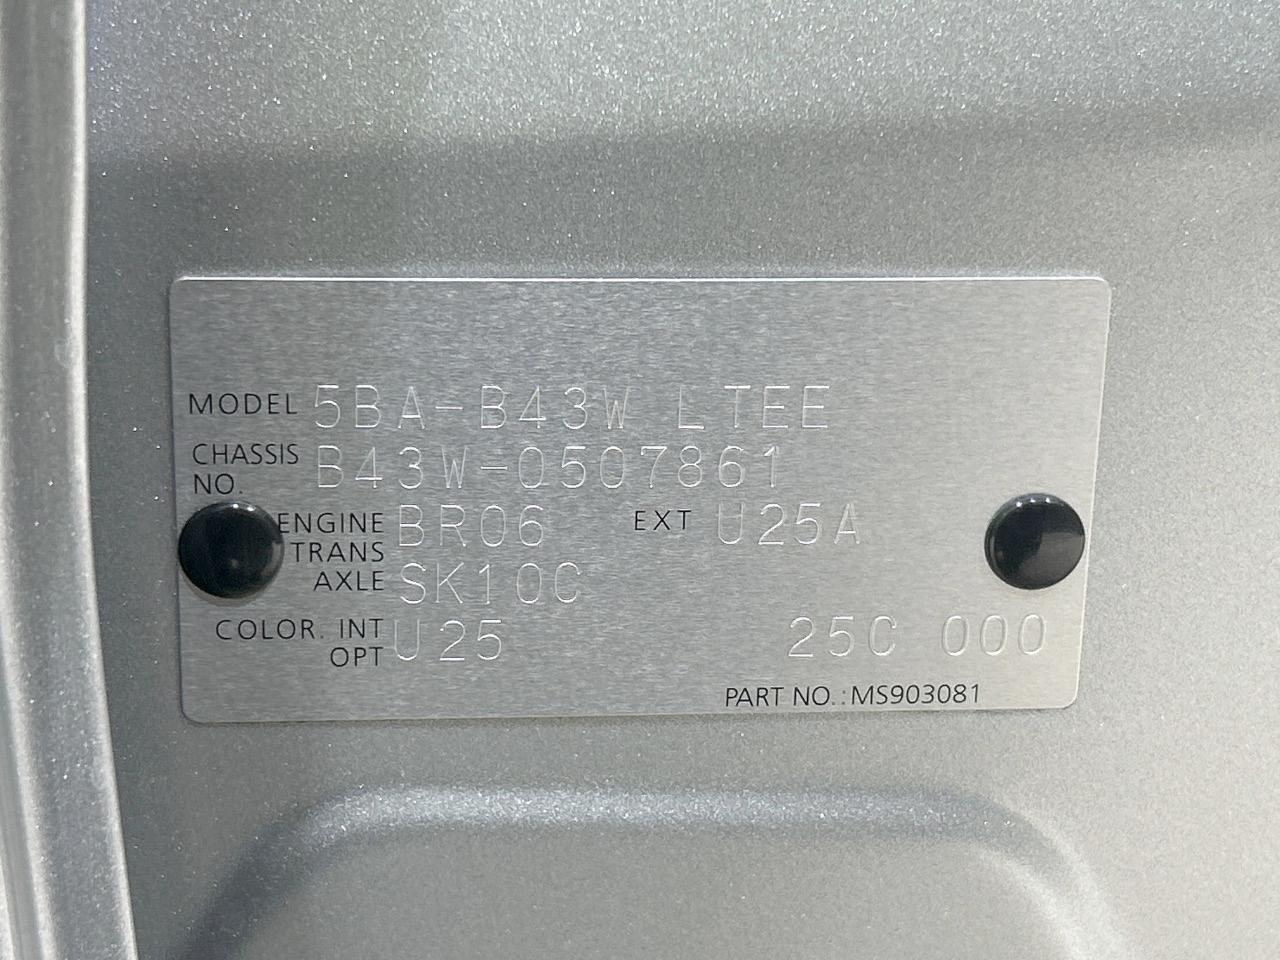 MODEL 5BA-B43W LTEE
CHASSIS NO. B43W-0507861
ENGINE BR06 EXT U25A
TRANS AXLE SK10C
COLOR. INT OPT U25 25C 000
PART NO.:MS903081